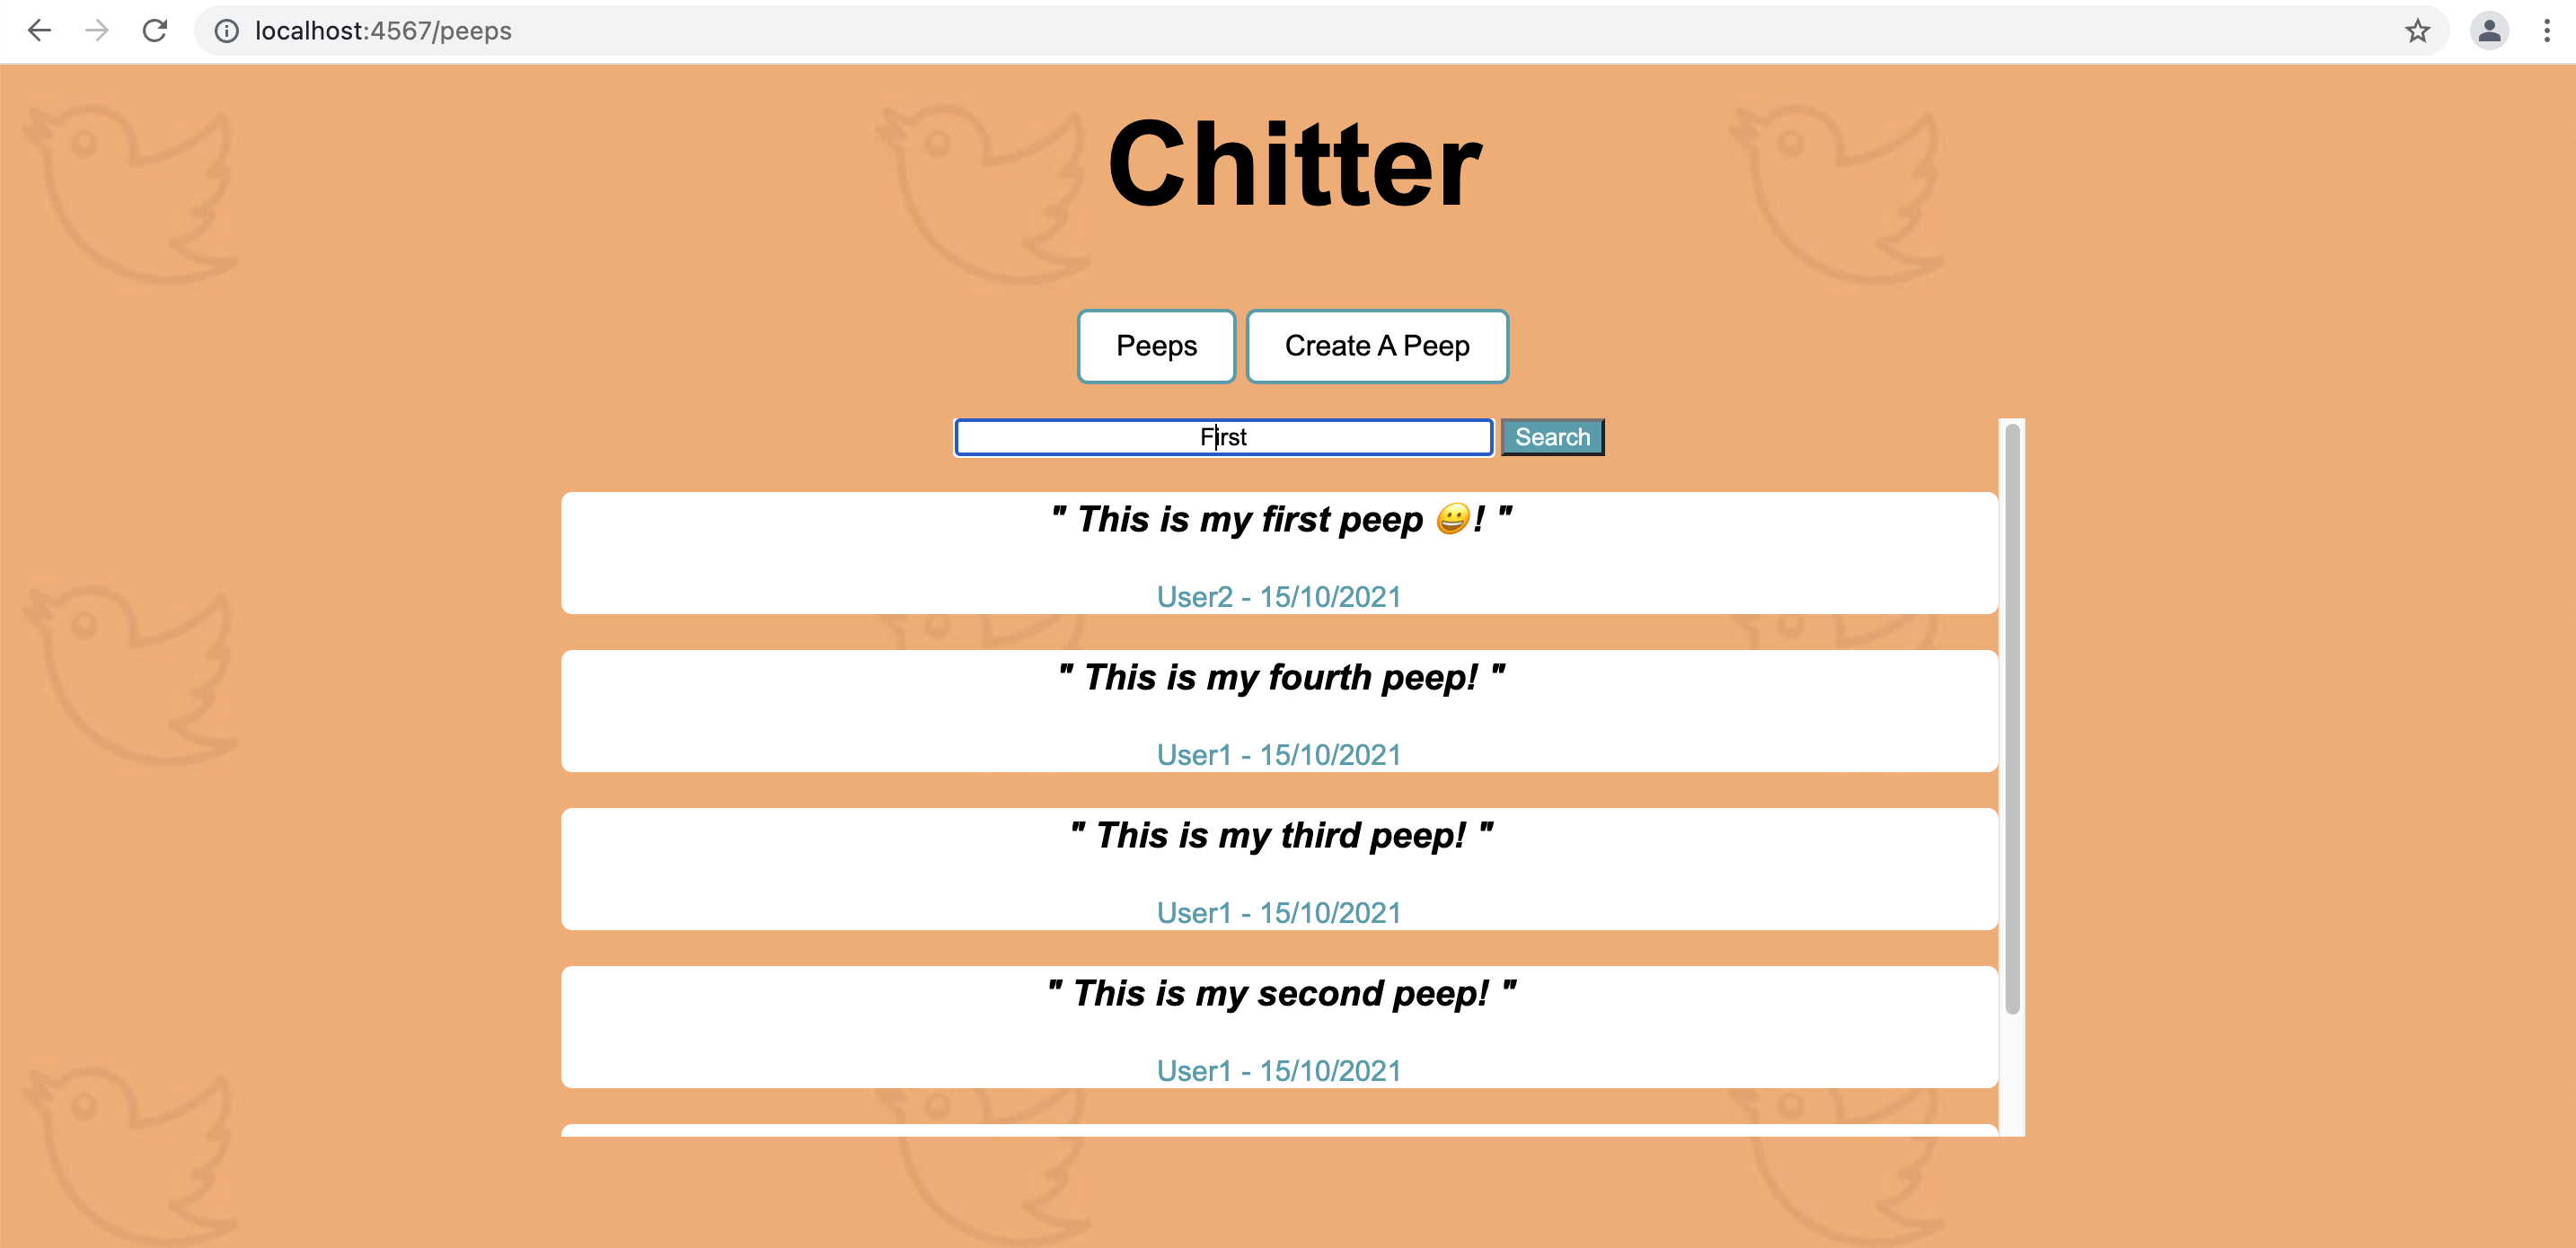 localhost:4567/peeps
Chitter
Peeps Create A Peep
First Search
" This is my first peep 😀! "
User2 - 15/10/2021
" This is my fourth peep! "
User1 - 15/10/2021
" This is my third peep! "
User1 - 15/10/2021
" This is my second peep! "
User1 - 15/10/2021